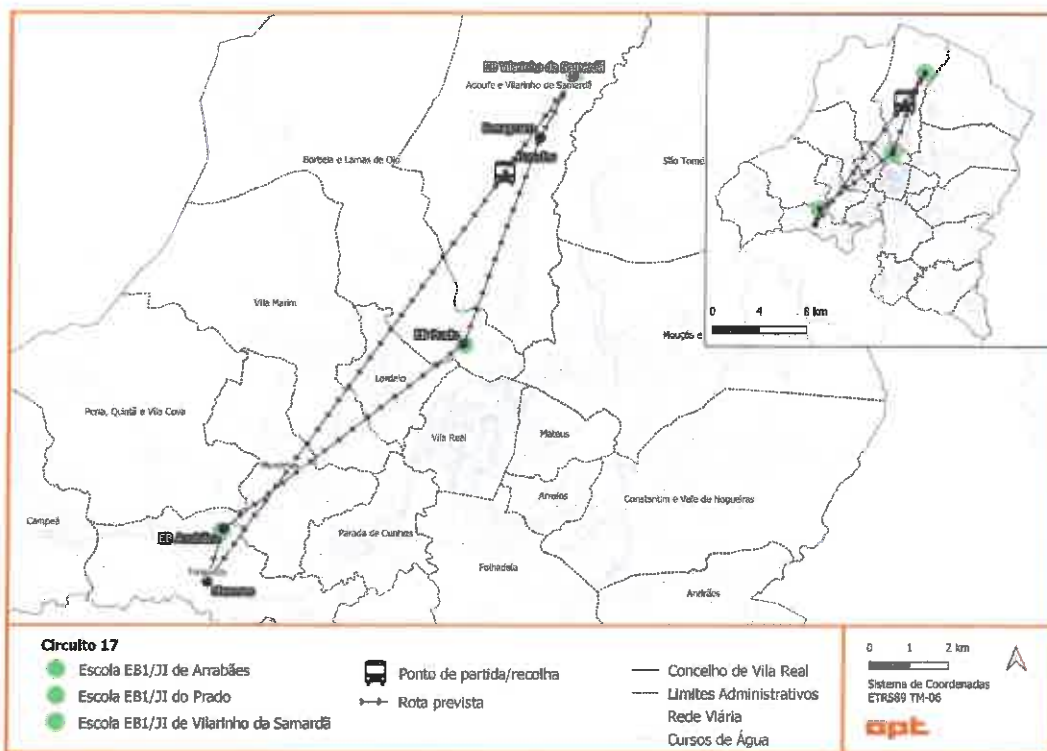 EB Vilarinho da Samardã
Adoufe e Vilarinho do Samardã
Borbela e Lamas de Olo
São Tomé
Vila Marim
EB Prado
Mouçós e
Lordelo
Pena, Quintã e Vila Cova
Vila Real
Mateus
Arroios
Constantim e Vale de Nogueiras
Campeã
EB Arrabães
Parada de Cunhos
Torgueda
Folhadela
Andrães
0 4 8 km
Circuito 17
Escola EB1/JI de Arrabães
Escola EB1/JI do Prado
Escola EB1/JI de Vilarinho da Samardã
Ponto de partida/recolha
Rota prevista
Concelho de Vila Real
Limites Administrativos
Rede Viária
Cursos de Água
0 1 2 km
Sistema de Coordenadas
ETRS89 TM-06
opt